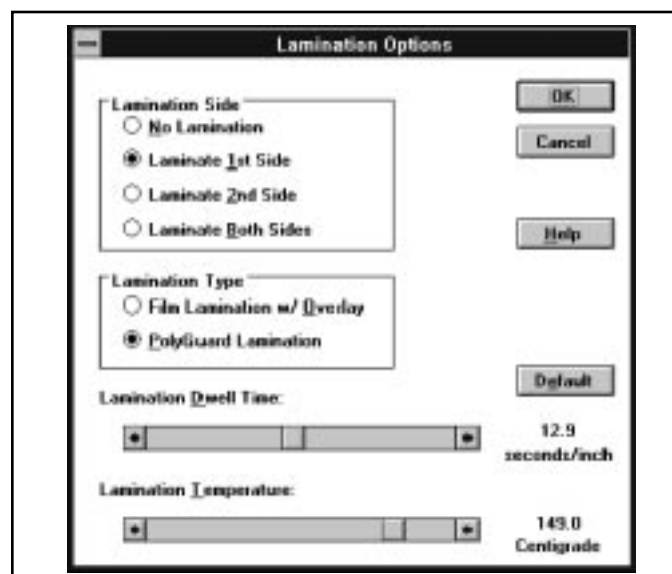 Lamination Options
Lamination Side
No Lamination
Laminate 1st Side
Laminate 2nd Side
Laminate Both Sides
OK
Cancel
Help
Lamination Type
Film Lamination w/ Overlay
PolyGuard Lamination
Default
Lamination Dwell Time:
12.9
seconds/inch
Lamination Temperature:
149.0
Centigrade